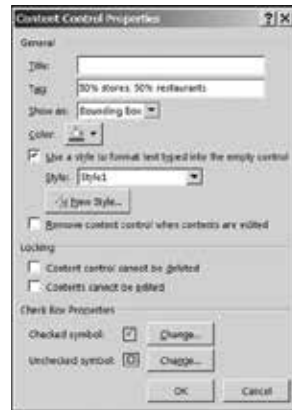 Content Control Properties
General
Title:
Tag: 50% stores, 50% restaurants
Show as: Bounding Box
Color:
Use a style to format text typed into the empty control
Style: Style1
New Style...
Remove content control when contents are edited
Locking
Content control cannot be deleted
Contents cannot be edited
Check Box Properties
Checked symbol: Change...
Unchecked symbol: Change...
OK Cancel